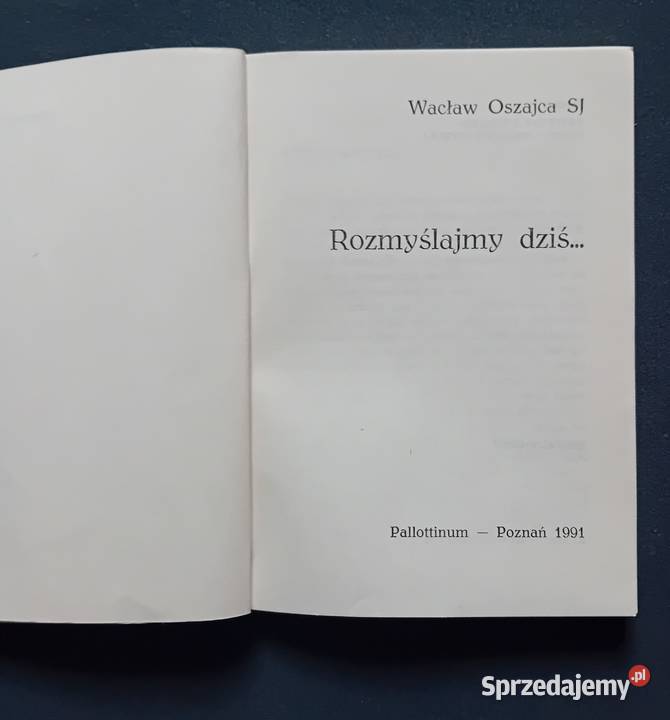 Wacław Oszajca SJ
Rozmyślajmy dziś...
Pallottinum — Poznań 1991
Sprzedajemy.pl